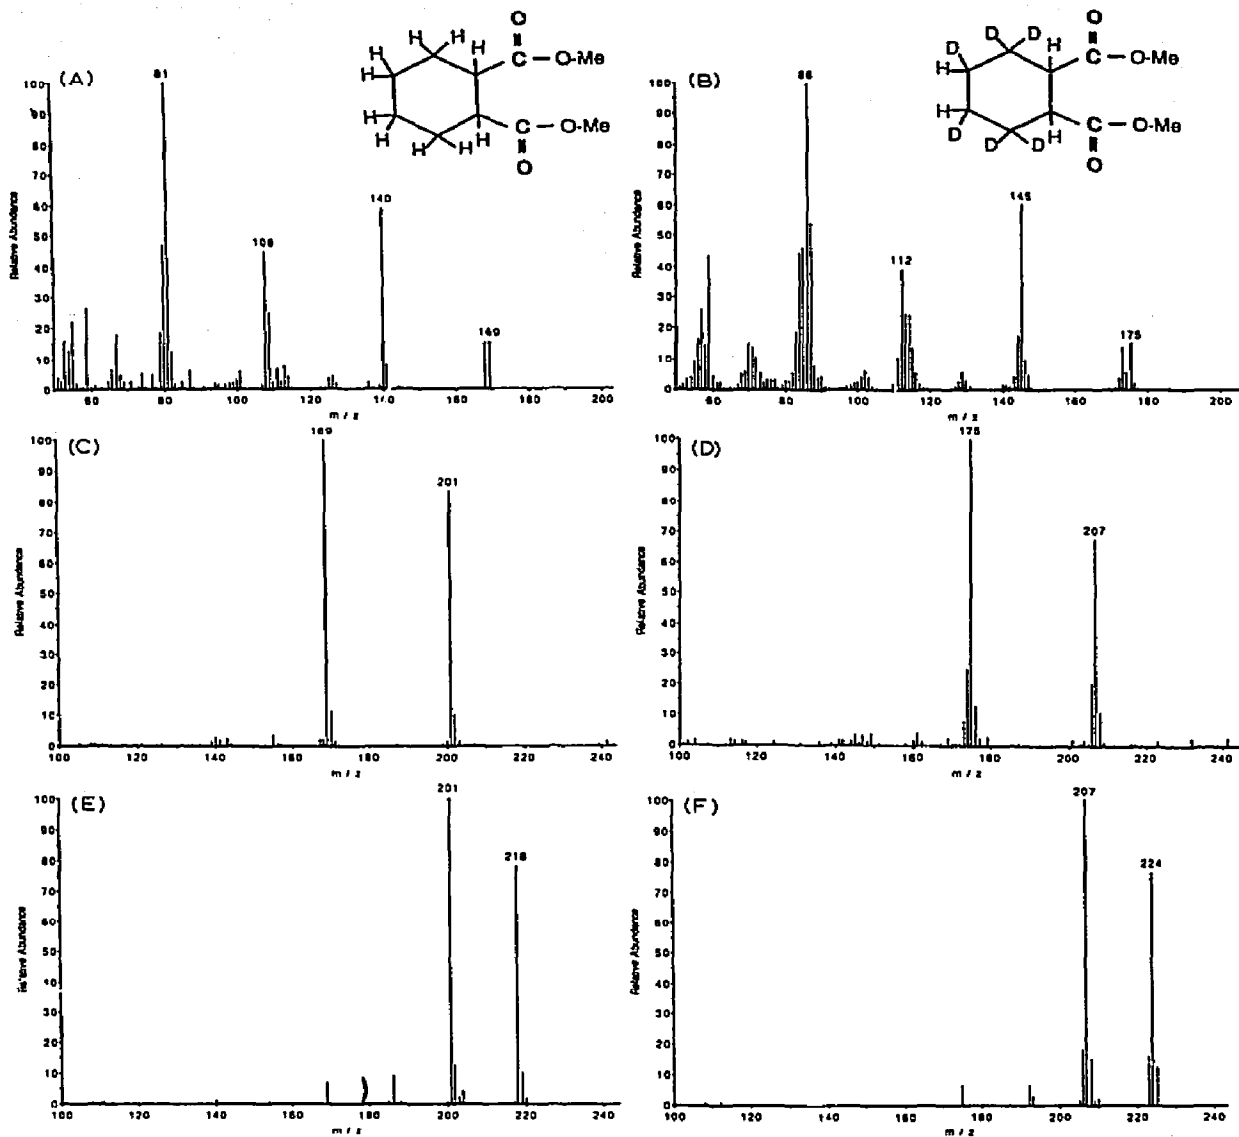 (A)
81
108
140
169
H H H O
H C O-Me
H
H
H C O-Me
H H H O
100
90
80
70
60
50
40
30
20
10
0
Relative Abundance
60 80 100 120 140 160 180 200
m / z
(B)
86
112
145
175
D D D H O
H C O-Me
H C O-Me
D D D H O
100
90
80
70
60
50
40
30
20
10
0
Relative Abundance
60 80 100 120 140 160 180 200
m / z
(C)
169
201
100
90
80
70
60
50
40
30
20
10
0
Relative Abundance
100 120 140 160 180 200 220 240
m / z
(D)
175
207
100
90
80
70
60
50
40
30
20
10
0
Relative Abundance
100 120 140 160 180 200 220 240
m / z
(E)
201
218
100
90
80
70
60
50
40
30
20
10
0
Relative Abundance
100 120 140 160 180 200 220 240
m / z
(F)
207
224
100
90
80
70
60
50
40
30
20
10
0
Relative Abundance
100 120 140 160 180 200 220 240
m / z